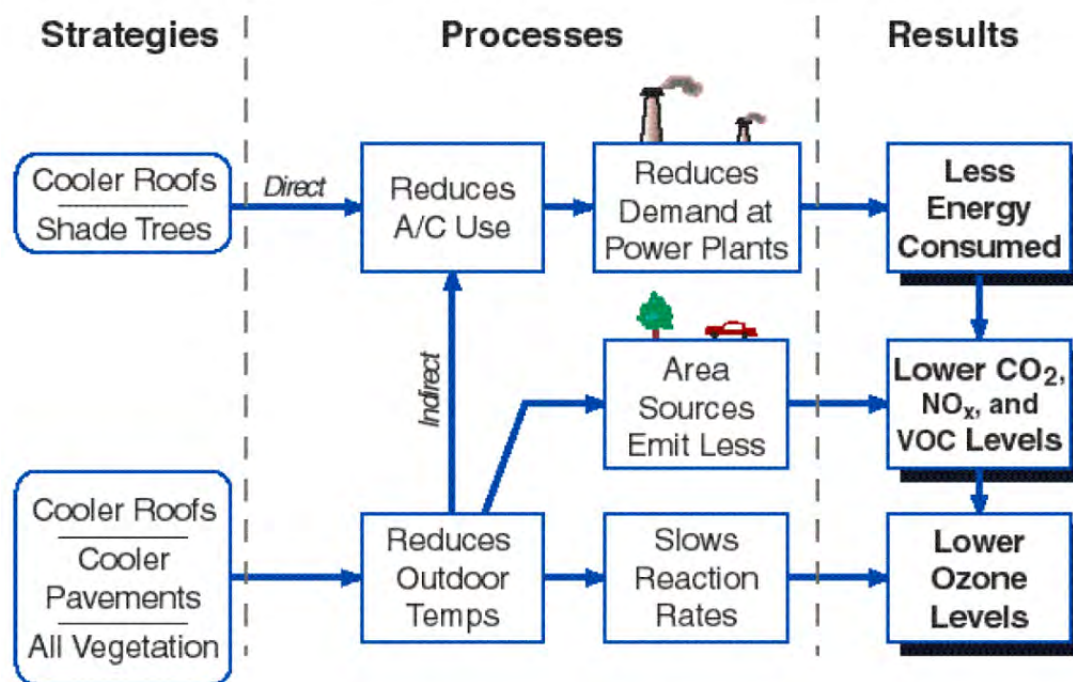 Strategies
Processes
Results
Cooler Roofs
Shade Trees
Direct
Reduces
A/C Use
Reduces
Demand at
Power Plants
Less
Energy
Consumed
Indirect
Area
Sources
Emit Less
Lower CO₂,
NOₓ, and
VOC Levels
Cooler Roofs
Cooler
Pavements
All Vegetation
Reduces
Outdoor
Temps
Slows
Reaction
Rates
Lower
Ozone
Levels